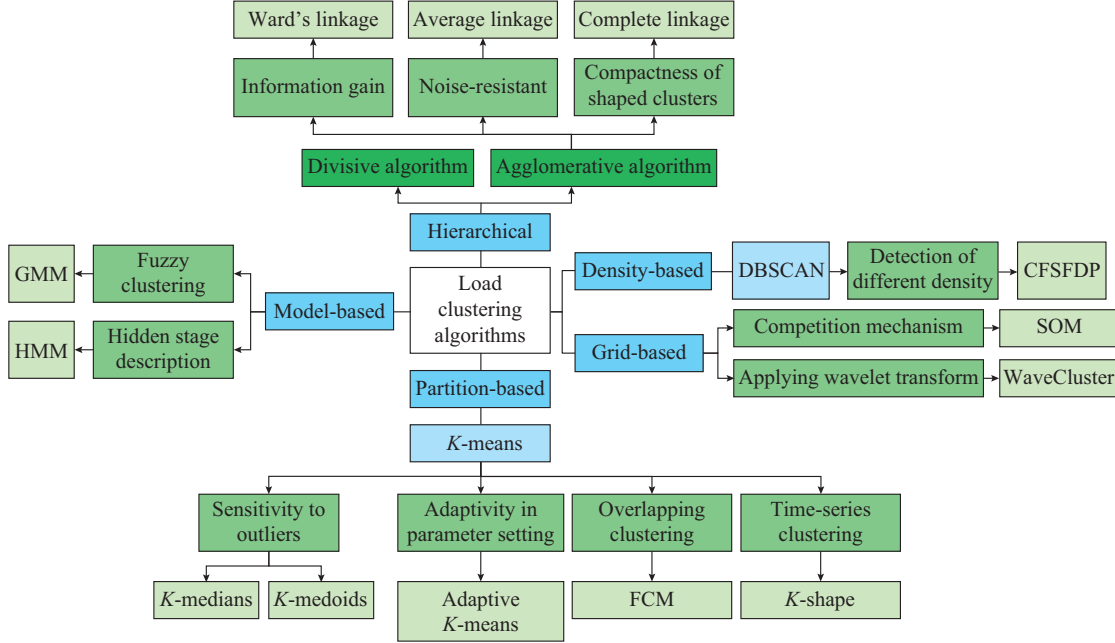 Ward's linkage
Average linkage
Complete linkage
Information gain
Noise-resistant
Compactness of
shaped clusters
Divisive algorithm
Agglomerative algorithm
Hierarchical
GMM
Fuzzy
clustering
HMM
Hidden stage
description
Model-based
Load
clustering
algorithms
Density-based
DBSCAN
Detection of
different density
CFSFDP
Grid-based
Competition mechanism
SOM
Applying wavelet transform
WaveCluster
Partition-based
K-means
Sensitivity to
outliers
Adaptivity in
parameter setting
Overlapping
clustering
Time-series
clustering
K-medians
K-medoids
Adaptive
K-means
FCM
K-shape